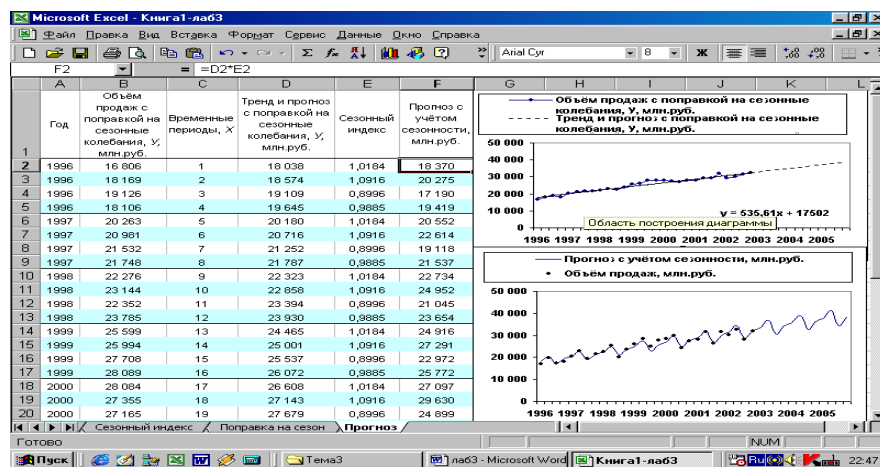 Microsoft Excel - Книга1-лаб3
Файл Правка Вид Вставка Формат Сервис Данные Окно Справка
Arial Cyr 8 Ж
F2 = =D2*E2
A B C D E F G H I J K L
1 Год Объём продаж с поправкой на сезонные колебания, У, млн.руб. Временные периоды, X Тренд и прогноз с поправкой на сезонные колебания, У, млн.руб. Сезонный индекс Прогноз с учётом сезонности, млн.руб.
2 1996 16 806 1 18 038 1,0184 18 370
3 1996 18 169 2 18 574 1,0916 20 275
4 1996 19 126 3 19 109 0,8996 17 190
5 1996 18 106 4 19 645 0,9885 19 419
6 1997 20 263 5 20 180 1,0184 20 552
7 1997 20 981 6 20 716 1,0916 22 614
8 1997 21 532 7 21 252 0,8996 19 118
9 1997 21 748 8 21 787 0,9885 21 537
10 1998 22 276 9 22 323 1,0184 22 734
11 1998 23 144 10 22 858 1,0916 24 952
12 1998 22 352 11 23 394 0,8996 21 045
13 1998 23 785 12 23 930 0,9885 23 654
14 1999 25 599 13 24 465 1,0184 24 916
15 1999 25 994 14 25 001 1,0916 27 291
16 1999 27 708 15 25 537 0,8996 22 972
17 1999 28 089 16 26 072 0,9885 25 772
18 2000 28 084 17 26 608 1,0184 27 097
19 2000 27 355 18 27 143 1,0916 29 630
20 2000 27 165 19 27 679 0,8996 24 899
Объём продаж с поправкой на сезонные
колебания, У, млн.руб.
Тренд и прогноз с поправкой на сезонные
колебания, У, млн.руб.
50 000
40 000
30 000
20 000
10 000
y = 535,61x + 17502
Область построения диаграммы
0
1996 1997 1998 1999 2000 2001 2002 2003 2004 2005
Прогноз с учётом сезонности, млн.руб.
Объём продаж, млн.руб.
50 000
40 000
30 000
20 000
10 000
0
1996 1997 1998 1999 2000 2001 2002 2003 2004 2005
Сезонный индекс Поправка на сезон Прогноз
Готово NUM
Пуск Тема3 лаб3 - Microsoft Word Книга1-лаб3 Ru 22:47